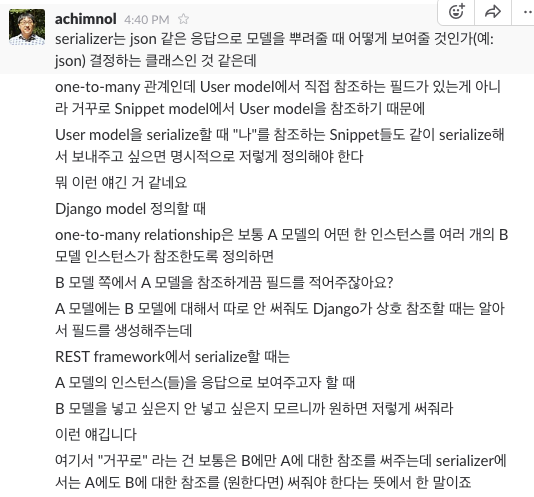 achimnol 4:40 PM
serializer는 json 같은 응답으로 모델을 뿌려줄 때 어떻게 보여줄 것인가(예:
json) 결정하는 클래스인 것 같은데
one-to-many 관계인데 User model에서 직접 참조하는 필드가 있는게 아니
라 거꾸로 Snippet model에서 User model을 참조하기 때문에
User model을 serialize할 때 "나"를 참조하는 Snippet들도 같이 serialize해
서 보내주고 싶으면 명시적으로 저렇게 정의해야 한다
뭐 이런 얘긴 거 같네요
Django model 정의할 때
one-to-many relationship은 보통 A 모델의 어떤 한 인스턴스를 여러 개의 B
모델 인스턴스가 참조한도록 정의하면
B 모델 쪽에서 A 모델을 참조하게끔 필드를 적어주잖아요?
A 모델에는 B 모델에 대해서 따로 안 써줘도 Django가 상호 참조할 때는 알아
서 필드를 생성해주는데
REST framework에서 serialize할 때는
A 모델의 인스턴스(들)을 응답으로 보여주고자 할 때
B 모델을 넣고 싶은지 안 넣고 싶은지 모르니까 원하면 저렇게 써줘라
이런 얘깁니다
여기서 "거꾸로" 라는 건 보통은 B에만 A에 대한 참조를 써주는데 serializer에
서는 A에도 B에 대한 참조를 (원한다면) 써줘야 한다는 뜻에서 한 말이죠